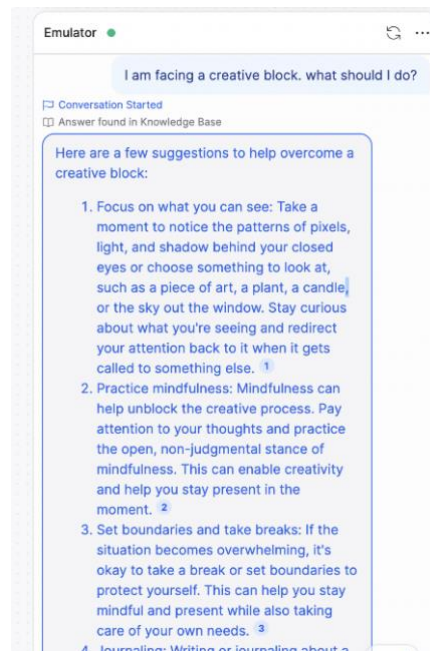 Emulator
I am facing a creative block. what should I do?
Conversation Started
Answer found in Knowledge Base
Here are a few suggestions to help overcome a
creative block:
1. Focus on what you can see: Take a
moment to notice the patterns of pixels,
light, and shadow behind your closed
eyes or choose something to look at,
such as a piece of art, a plant, a candle,
or the sky out the window. Stay curious
about what you're seeing and redirect
your attention back to it when it gets
called to something else. 1
2. Practice mindfulness: Mindfulness can
help unblock the creative process. Pay
attention to your thoughts and practice
the open, non-judgmental stance of
mindfulness. This can enable creativity
and help you stay present in the
moment. 2
3. Set boundaries and take breaks: If the
situation becomes overwhelming, it's
okay to take a break or set boundaries to
protect yourself. This can help you stay
mindful and present while also taking
care of your own needs. 3
4. Journaling: Writing or journaling about a